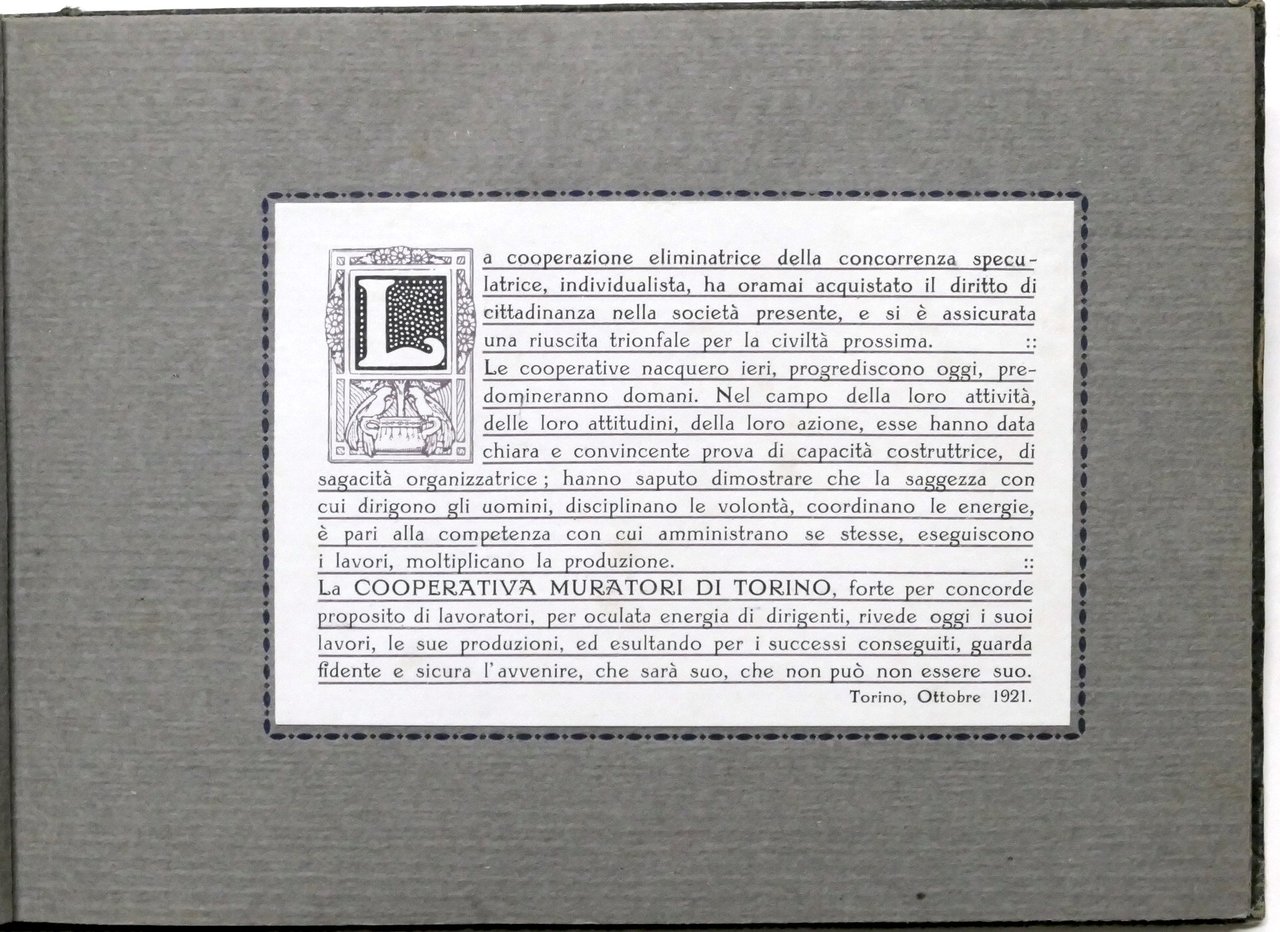 La cooperazione eliminatrice della concorrenza specu-
latrice, individualista, ha oramai acquistato il diritto di
cittadinanza nella società presente, e si è assicurata
una riuscita trionfale per la civiltà prossima. ::
Le cooperative nacquero ieri, progrediscono oggi, pre-
domineranno domani. Nel campo della loro attività,
delle loro attitudini, della loro azione, esse hanno data
chiara e convincente prova di capacità costruttrice, di
sagacità organizzatrice ; hanno saputo dimostrare che la saggezza con
cui dirigono gli uomini, disciplinano le volontà, coordinano le energie,
è pari alla competenza con cui amministrano se stesse, eseguiscono
i lavori, moltiplicano la produzione. ::
La COOPERATIVA MURATORI DI TORINO, forte per concorde
proposito di lavoratori, per oculata energia di dirigenti, rivede oggi i suoi
lavori, le sue produzioni, ed esultando per i successi conseguiti, guarda
fidente e sicura l'avvenire, che sarà suo, che non può non essere suo.
Torino, Ottobre 1921.